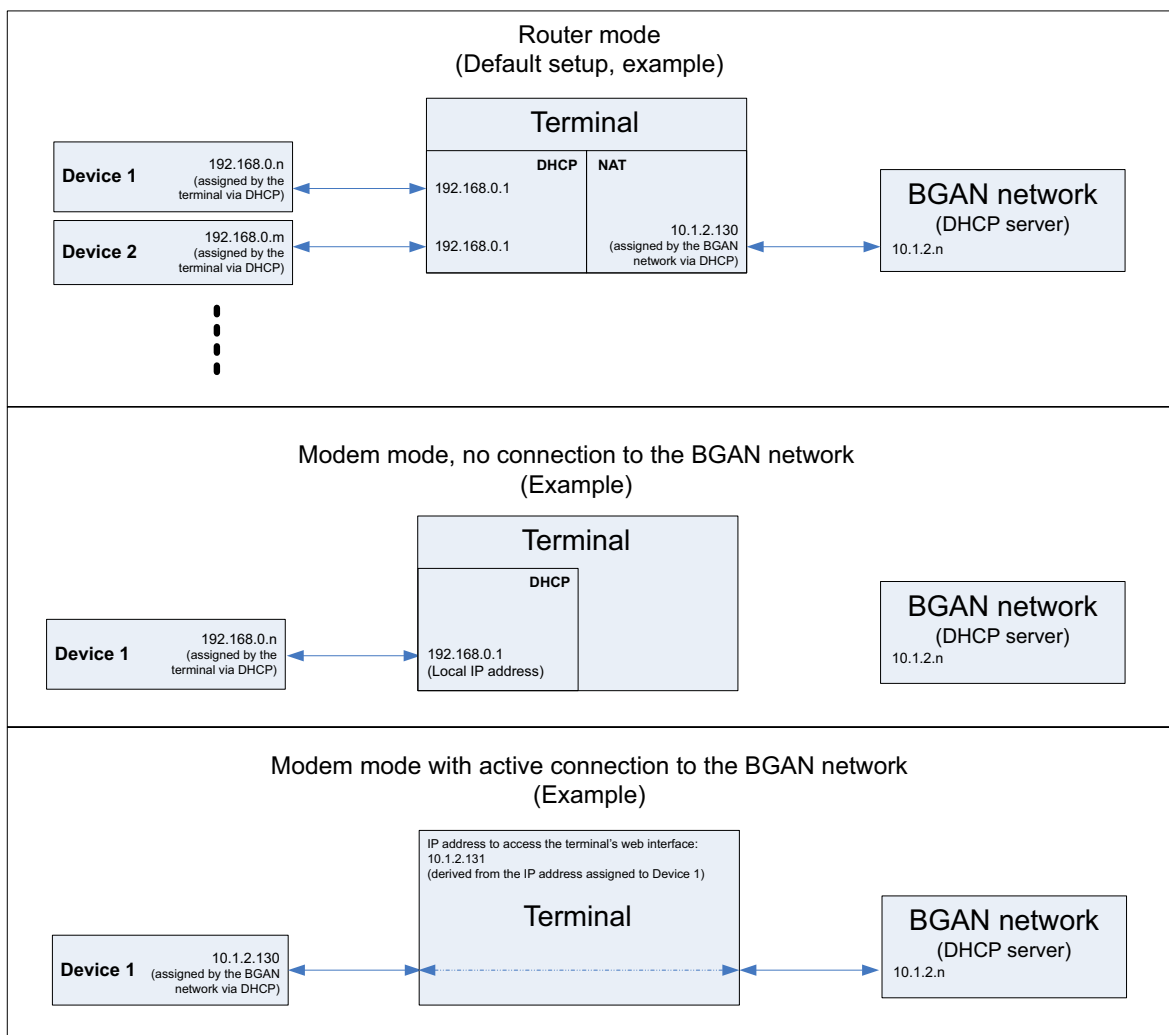 Router mode
(Default setup, example)
Terminal
Device 1
192.168.0.n
(assigned by the
terminal via DHCP)
DHCP
NAT
192.168.0.1
BGAN network
(DHCP server)
10.1.2.n
Device 2
192.168.0.m
(assigned by the
terminal via DHCP)
192.168.0.1
10.1.2.130
(assigned by the BGAN
network via DHCP)
Modem mode, no connection to the BGAN network
(Example)
Terminal
DHCP
Device 1
192.168.0.n
(assigned by the
terminal via DHCP)
192.168.0.1
(Local IP address)
BGAN network
(DHCP server)
10.1.2.n
Modem mode with active connection to the BGAN network
(Example)
IP address to access the terminal's web interface:
10.1.2.131
(derived from the IP address assigned to Device 1)
Terminal
Device 1
10.1.2.130
(assigned by the BGAN
network via DHCP)
BGAN network
(DHCP server)
10.1.2.n